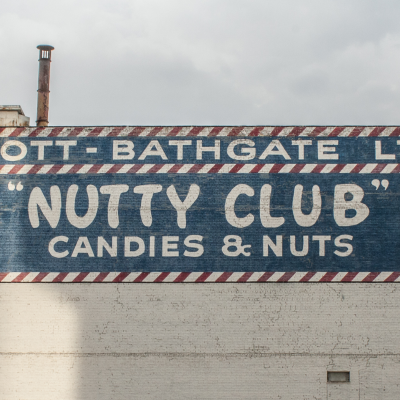 OTT - BATHGATE LT
"NUTTY CLUB"
CANDIES & NUTS